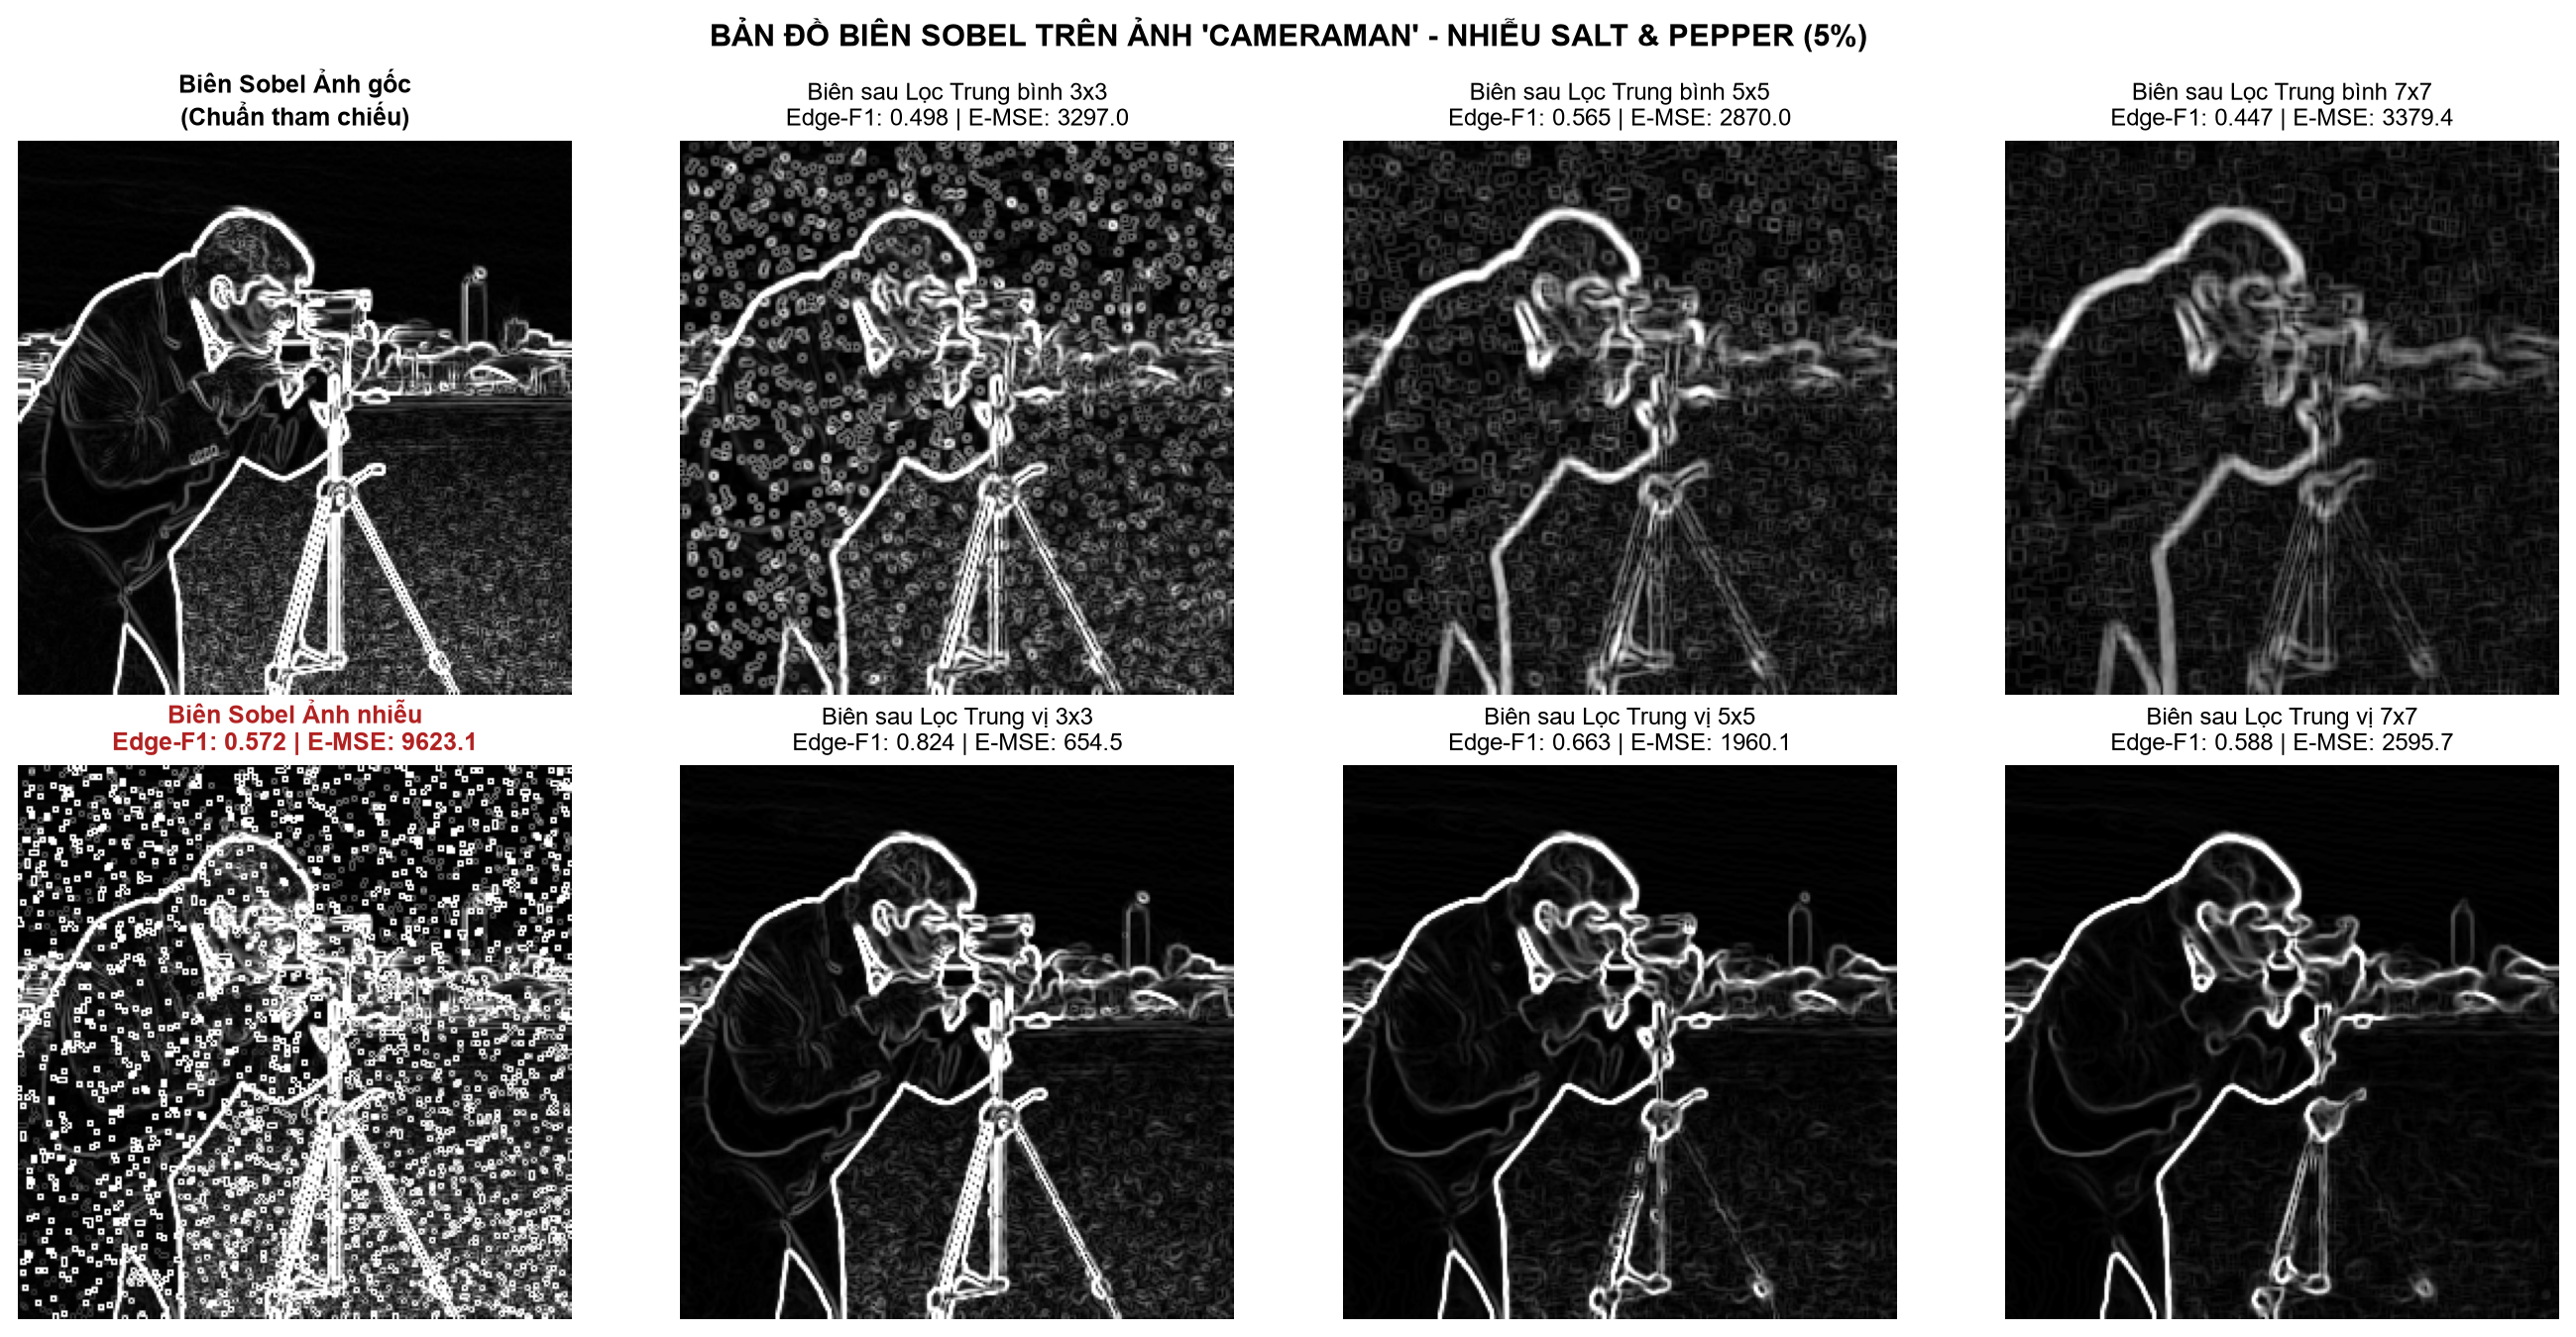 BẢN ĐỒ BIÊN SOBEL TRÊN ẢNH 'CAMERAMAN' - NHIỄU SALT & PEPPER (5%)
Biên Sobel Ảnh gốc
(Chuẩn tham chiếu)
Biên sau Lọc Trung bình 3x3
Edge-F1: 0.498 | E-MSE: 3297.0
Biên sau Lọc Trung bình 5x5
Edge-F1: 0.565 | E-MSE: 2870.0
Biên sau Lọc Trung bình 7x7
Edge-F1: 0.447 | E-MSE: 3379.4
Biên Sobel Ảnh nhiễu
Edge-F1: 0.572 | E-MSE: 9623.1
Biên sau Lọc Trung vị 3x3
Edge-F1: 0.824 | E-MSE: 654.5
Biên sau Lọc Trung vị 5x5
Edge-F1: 0.663 | E-MSE: 1960.1
Biên sau Lọc Trung vị 7x7
Edge-F1: 0.588 | E-MSE: 2595.7